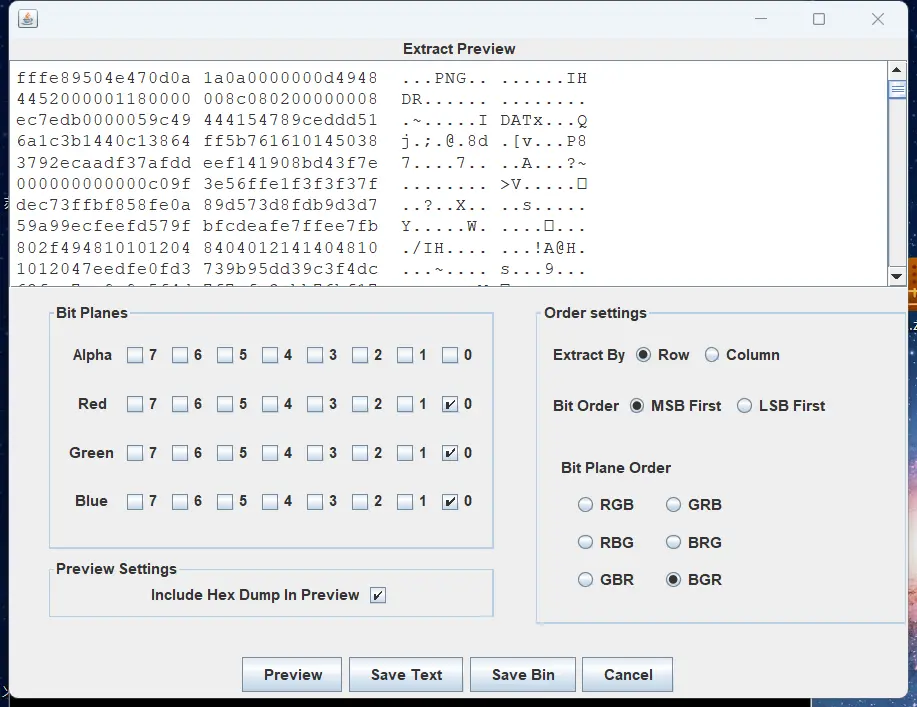 Extract Preview
fffe89504e470d0a 1a0a0000000d4948 ...PNG.. ......IH
4452000001180000 008c080200000008 DR...... ........
ec7edb0000059c49 444154789ceddd51 .~.....I DATx...Q
6a1c3b1440c13864 ff5b761610145038 j.;.@.8d .[v...P8
3792ecaadf37afdd eef141908bd43f7e 7....7.. ..A...?~
000000000000c09f 3e56ffe1f3f3f37f ........ >V.....□
dec73ffbf858fe0a 89d573d8fdb9d3d7 ..?..X.. ..s.....
59a99ecfeefd579f bfcdeafe7ffee7fb Y.....W. ....□...
802f494810101204 8404012141404810 ./IH.... ...!A@H.
1012047eedfe0fd3 739b95dd39c3f4dc ...~.... s...9...
Bit Planes
Alpha 7 6 5 4 3 2 1 0
Red 7 6 5 4 3 2 1 0
Green 7 6 5 4 3 2 1 0
Blue 7 6 5 4 3 2 1 0
Preview Settings
Include Hex Dump In Preview
Order settings
Extract By Row Column
Bit Order MSB First LSB First
Bit Plane Order
RGB GRB
RBG BRG
GBR BGR
Preview Save Text Save Bin Cancel